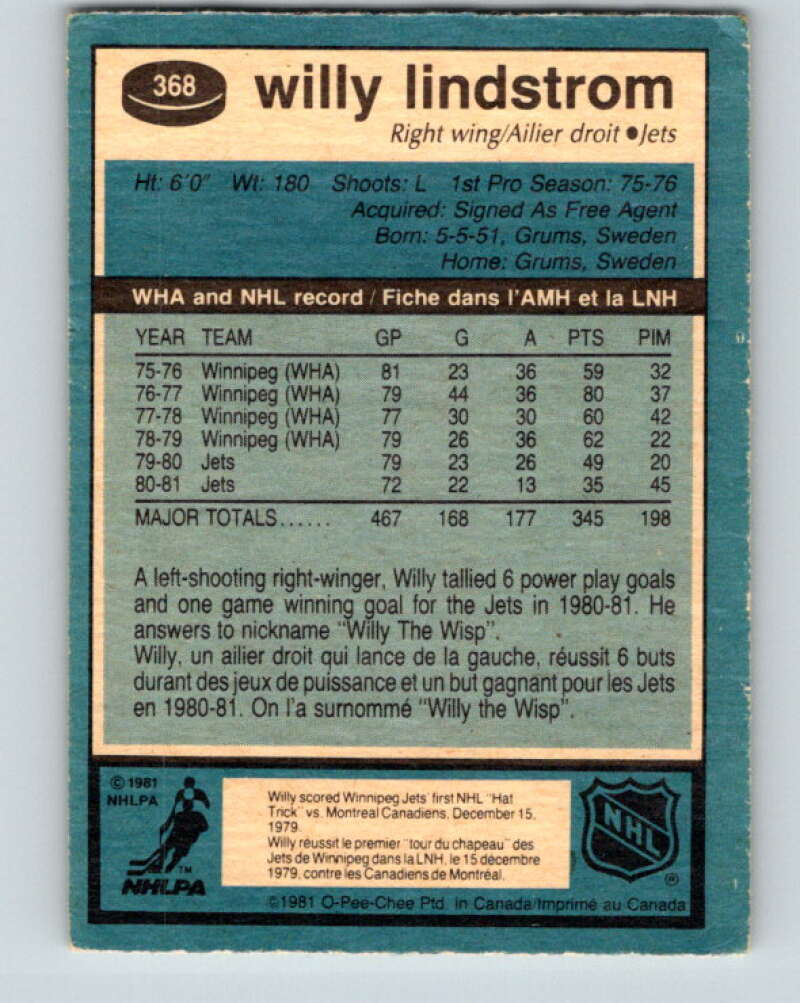 368 willy lindstrom
Right wing/Ailier droit ●Jets
Ht: 6'0" Wt: 180 Shoots: L 1st Pro Season: 75-76
Acquired: Signed As Free Agent
Born: 5-5-51, Grums, Sweden
Home: Grums, Sweden
WHA and NHL record / Fiche dans l'AMH et la LNH
YEAR TEAM GP G A PTS PIM
75-76 Winnipeg (WHA) 81 23 36 59 32
76-77 Winnipeg (WHA) 79 44 36 80 37
77-78 Winnipeg (WHA) 77 30 30 60 42
78-79 Winnipeg (WHA) 79 26 36 62 22
79-80 Jets 79 23 26 49 20
80-81 Jets 72 22 13 35 45
MAJOR TOTALS...... 467 168 177 345 198
A left-shooting right-winger, Willy tallied 6 power play goals
and one game winning goal for the Jets in 1980-81. He
answers to nickname "Willy The Wisp".
Willy, un ailier droit qui lance de la gauche, réussit 6 buts
durant des jeux de puissance et un but gagnant pour les Jets
en 1980-81. On l'a surnommé "Willy the Wisp".
© 1981
NHLPA
TM
NHLPA
Willy scored Winnipeg Jets' first NHL "Hat
Trick" vs. Montreal Canadiens, December 15,
1979.
Willy réussit le premier "tour du chapeau" des
Jets de Winnipeg dans la LNH, le 15 décembre
1979, contre les Canadiens de Montréal.
NHL
®
©1981 O-Pee-Chee Ptd. in Canada/Imprimé au Canada